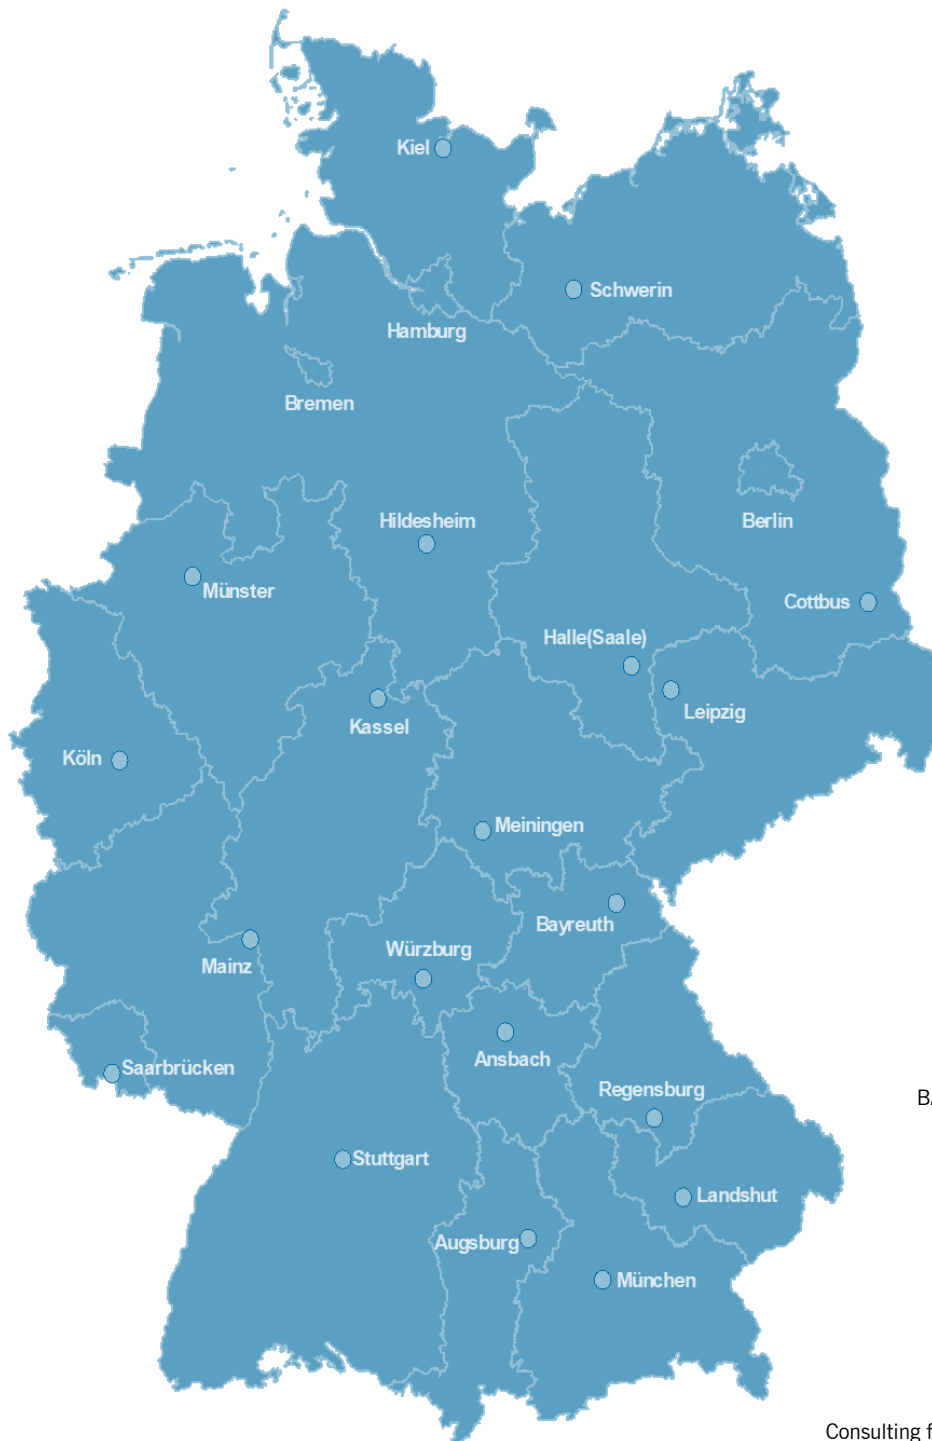 Kiel
Schwerin
Hamburg
Bremen
Hildesheim
Berlin
Münster
Cottbus
Halle(Saale)
Leipzig
Kassel
Köln
Meiningen
Bayreuth
Würzburg
Mainz
Ansbach
Saarbrücken
Regensburg
Stuttgart
Landshut
Augsburg
München
Consulting f